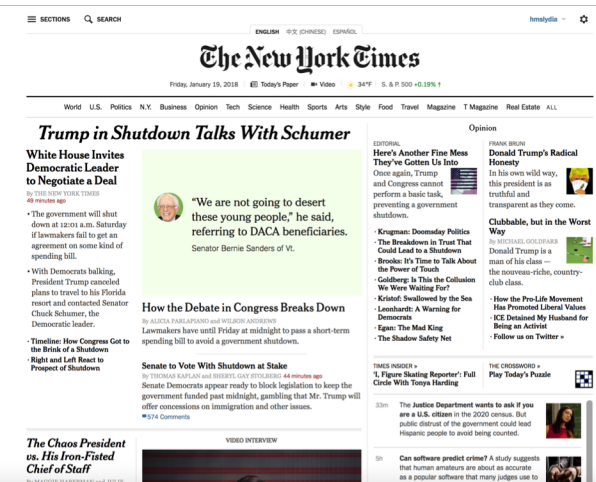 SECTIONS
SEARCH
hmslydia
ENGLISH
中文 (CHINESE)
ESPAÑOL
The New York Times
Friday, January 19, 2018
Today's Paper
Video
34°F
S. & P. 500 +0.19% ↑
World U.S. Politics N.Y. Business Opinion Tech Science Health Sports Arts Style Food Travel Magazine T Magazine Real Estate ALL
Trump in Shutdown Talks With Schumer
White House Invites
Democratic Leader
to Negotiate a Deal
By THE NEW YORK TIMES
49 minutes ago
• The government will shut
down at 12:01 a.m. Saturday
if lawmakers fail to get an
agreement on some kind of
spending bill.
• With Democrats balking,
President Trump canceled
plans to travel to his Florida
resort and contacted Senator
Chuck Schumer, the
Democratic leader.
• Timeline: How Congress Got to
the Brink of a Shutdown
• Right and Left React to
Prospect of Shutdown
“We are not going to desert
these young people,” he said,
referring to DACA beneficiaries.
Senator Bernie Sanders of Vt.
How the Debate in Congress Breaks Down
By ALICIA PARLAPIANO and WILSON ANDREWS
Lawmakers have until Friday at midnight to pass a short-term
spending bill to avoid a government shutdown.
Senate to Vote With Shutdown at Stake
By THOMAS KAPLAN and SHERYL GAY STOLBERG 44 minutes ago
Senate Democrats appear ready to block legislation to keep the
government funded past midnight, gambling that Mr. Trump will
offer concessions on immigration and other issues.
574 Comments
The Chaos President
vs. His Iron-Fisted
Chief of Staff
VIDEO INTERVIEW
Opinion
EDITORIAL
Here's Another Fine Mess
They've Gotten Us Into
Once again, Trump
and Congress cannot
perform a basic task,
preventing a government
shutdown.
• Krugman: Doomsday Politics
• The Breakdown in Trust That
Could Lead to a Shutdown
• Brooks: It's Time to Talk About
the Power of Touch
• Goldberg: Is This the Collusion
We Were Waiting For?
• Kristof: Swallowed by the Sea
• Leonhardt: A Warning for
Democrats
• Egan: The Mad King
• The Shadow Safety Net
FRANK BRUNI
Donald Trump's Radical
Honesty
In his own wild way,
this president is as
truthful and
transparent as they come.
Clubbable, but in the Worst
Way
By MICHAEL GOLDFARB
Donald Trump is a
man of his class —
the nouveau-riche, country-
club class.
• How the Pro-Life Movement
Has Promoted Liberal Values
• ICE Detained My Husband for
Being an Activist
• Follow us on Twitter »
TIMES INSIDER »
'I, Figure Skating Reporter': Full
Circle With Tonya Harding
THE CROSSWORD »
Play Today's Puzzle
33m
The Justice Department wants to ask if you
are a U.S. citizen in the 2020 census. But
public distrust of the government could lead
Hispanic people to avoid being counted.
5h
Can software predict crime? A study suggests
that human amateurs are about as accurate
as a popular software that many judges use to